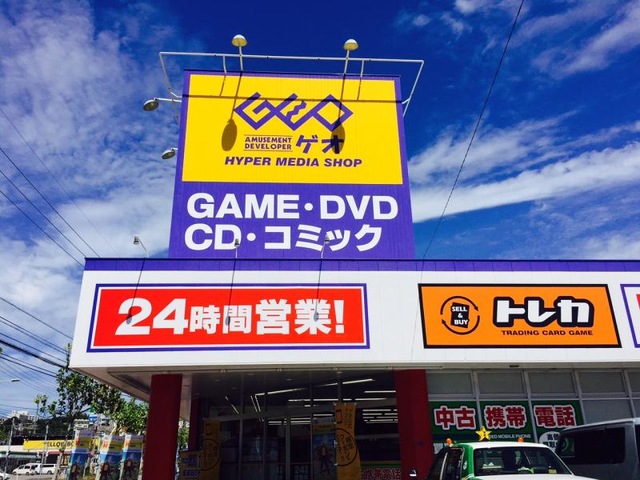 GEO
AMUSEMENT
DEVELOPER
ゲオ
HYPER MEDIA SHOP
GAME・DVD
CD・コミック
24時間営業!
SELL
&
BUY
トレカ
TRADING CARD GAME
中古 携帯 電話